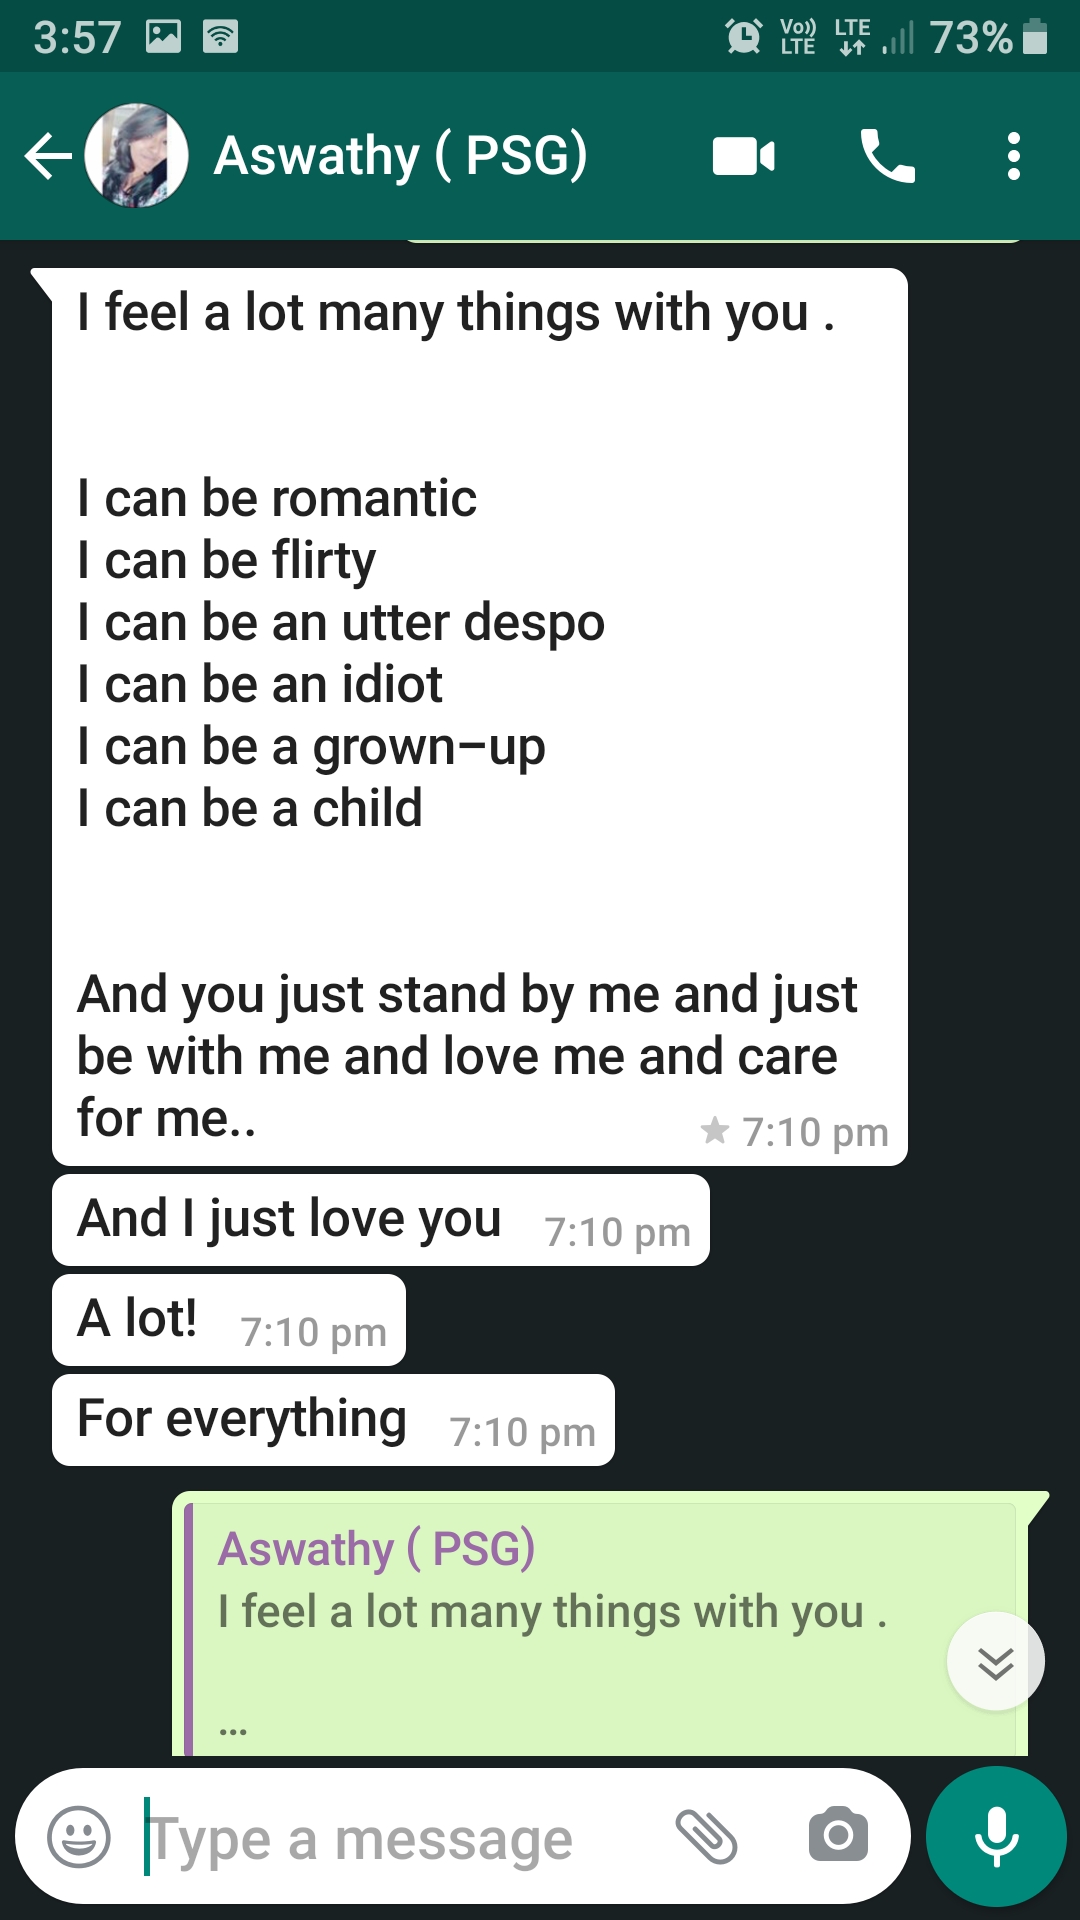 3:57
Vo)) LTE LTE 73%
Aswathy ( PSG)
I feel a lot many things with you .
I can be romantic
I can be flirty
I can be an utter despo
I can be an idiot
I can be a grown-up
I can be a child
And you just stand by me and just
be with me and love me and care
for me..
7:10 pm
And I just love you 7:10 pm
A lot! 7:10 pm
For everything 7:10 pm
Aswathy ( PSG)
I feel a lot many things with you .
...
Type a message